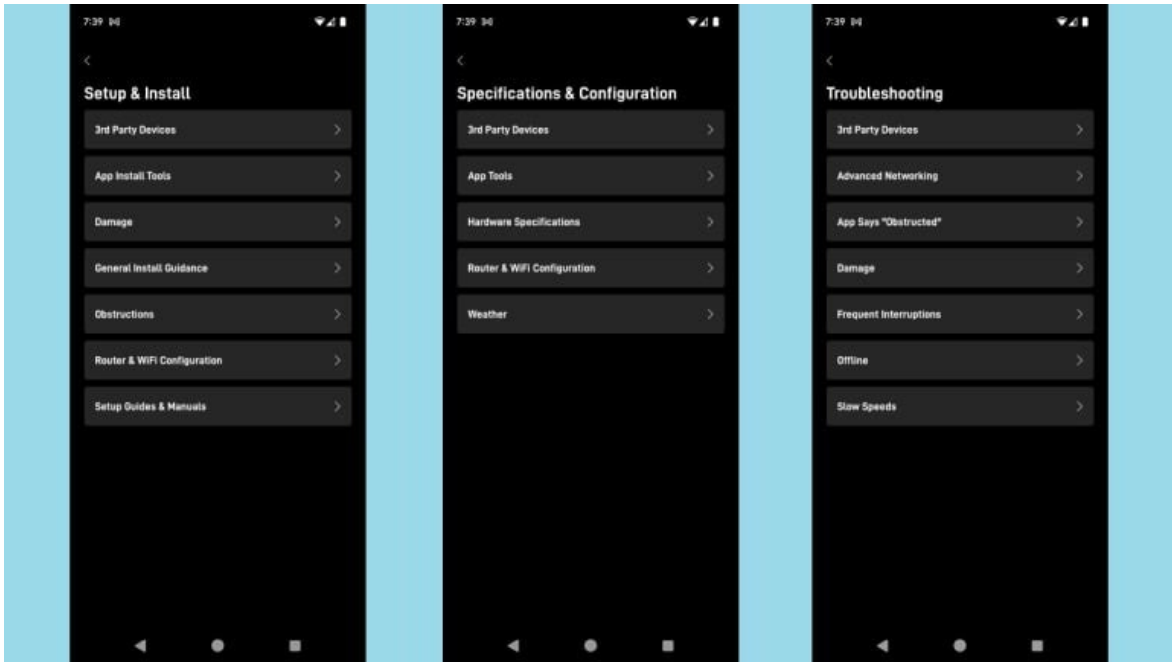 7:39
Setup & Install
3rd Party Devices
App Install Tools
Damage
General Install Guidance
Obstructions
Router & WiFi Configuration
Setup Guides & Manuals
7:39
Specifications & Configuration
3rd Party Devices
App Tools
Hardware Specifications
Router & WiFi Configuration
Weather
7:39
Troubleshooting
3rd Party Devices
Advanced Networking
App Says "Obstructed"
Damage
Frequent Interruptions
Offline
Slow Speeds